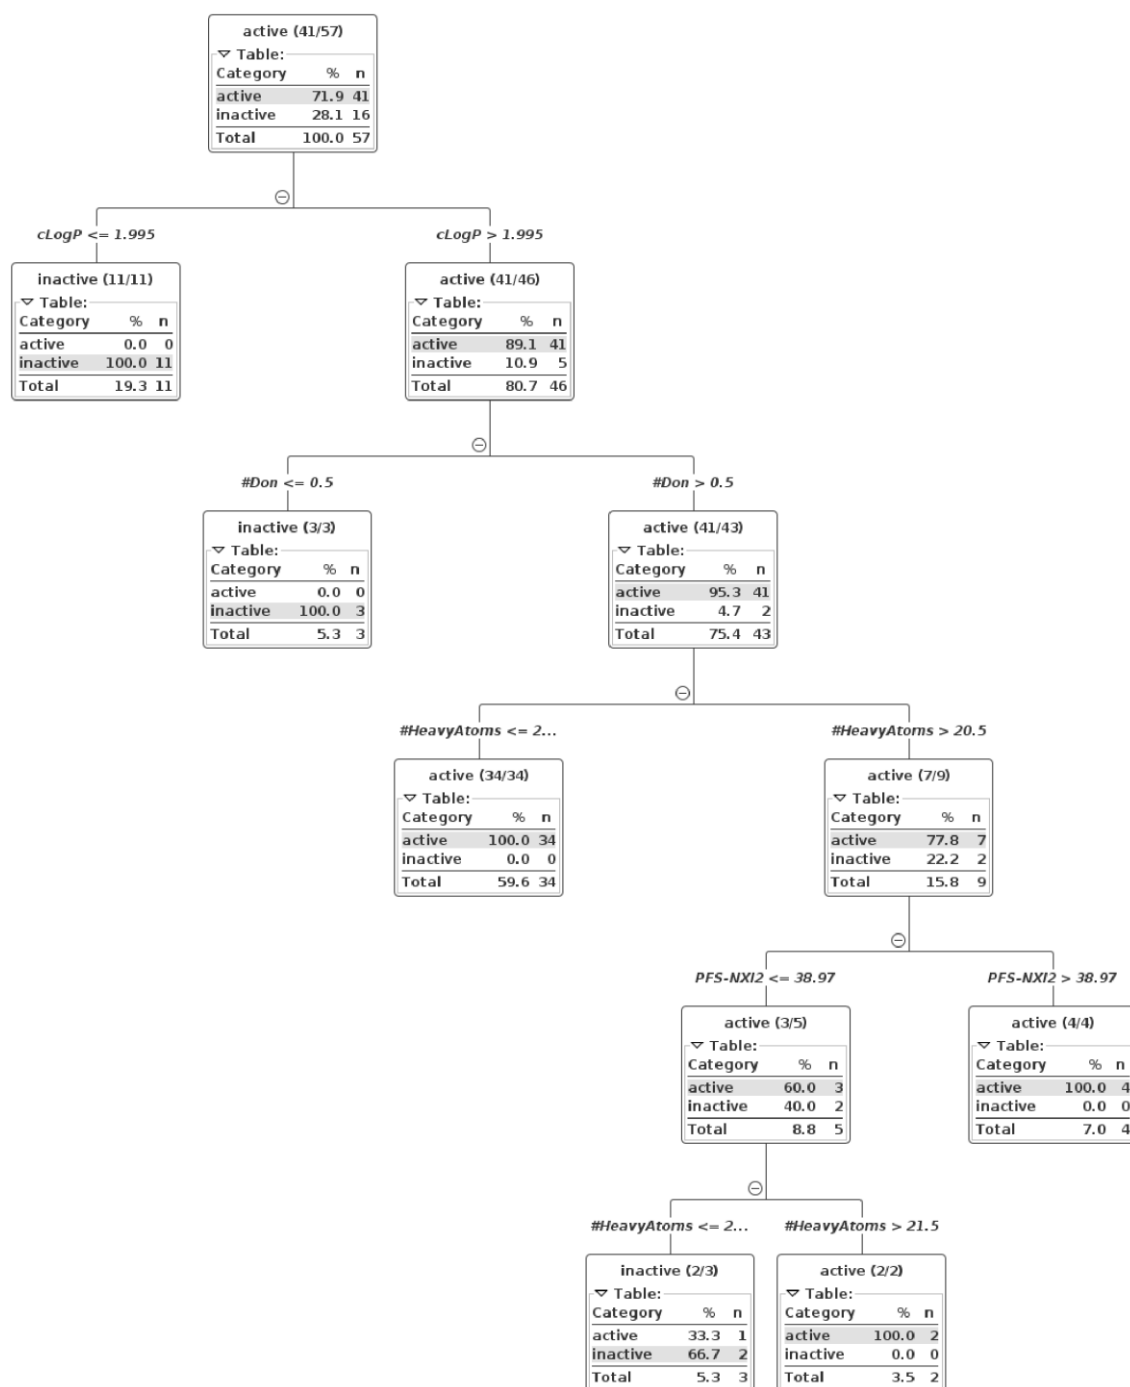 active (41/57)
▽ Table:
Category % n
active 71.9 41
inactive 28.1 16
Total 100.0 57
cLogP <= 1.995
cLogP > 1.995
inactive (11/11)
▽ Table:
Category % n
active 0.0 0
inactive 100.0 11
Total 19.3 11
active (41/46)
▽ Table:
Category % n
active 89.1 41
inactive 10.9 5
Total 80.7 46
#Don <= 0.5
#Don > 0.5
inactive (3/3)
▽ Table:
Category % n
active 0.0 0
inactive 100.0 3
Total 5.3 3
active (41/43)
▽ Table:
Category % n
active 95.3 41
inactive 4.7 2
Total 75.4 43
#HeavyAtoms <= 2...
#HeavyAtoms > 20.5
active (34/34)
▽ Table:
Category % n
active 100.0 34
inactive 0.0 0
Total 59.6 34
active (7/9)
▽ Table:
Category % n
active 77.8 7
inactive 22.2 2
Total 15.8 9
PFS-NXI2 <= 38.97
PFS-NXI2 > 38.97
active (3/5)
▽ Table:
Category % n
active 60.0 3
inactive 40.0 2
Total 8.8 5
active (4/4)
▽ Table:
Category % n
active 100.0 4
inactive 0.0 0
Total 7.0 4
#HeavyAtoms <= 2...
#HeavyAtoms > 21.5
inactive (2/3)
▽ Table:
Category % n
active 33.3 1
inactive 66.7 2
Total 5.3 3
active (2/2)
▽ Table:
Category % n
active 100.0 2
inactive 0.0 0
Total 3.5 2